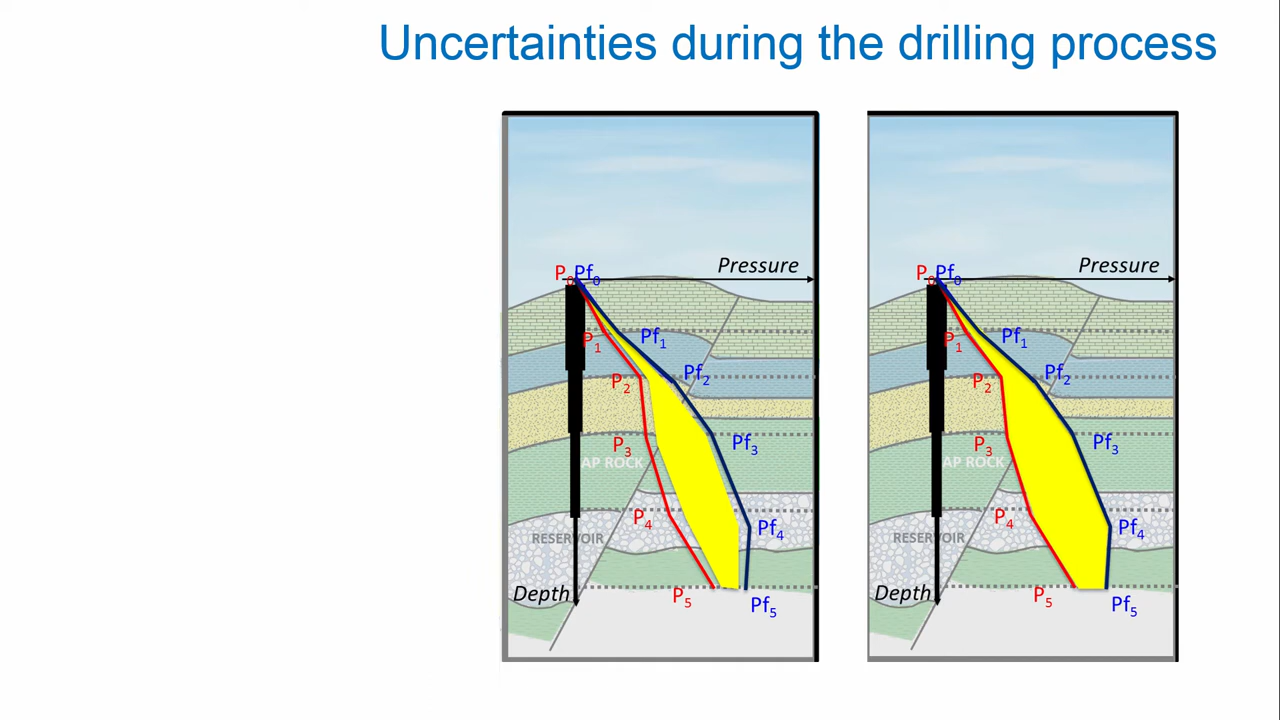 Uncertainties during the drilling process
P₀ Pf₀
Pressure
P₁
Pf₁
P₂
Pf₂
P₃
Pf₃
AP ROCK
P₄
Pf₄
RESERVOIR
Depth
P₅
Pf₅
P₀ Pf₀
Pressure
P₁
Pf₁
P₂
Pf₂
P₃
Pf₃
AP ROCK
P₄
Pf₄
RESERVOIR
Depth
P₅
Pf₅